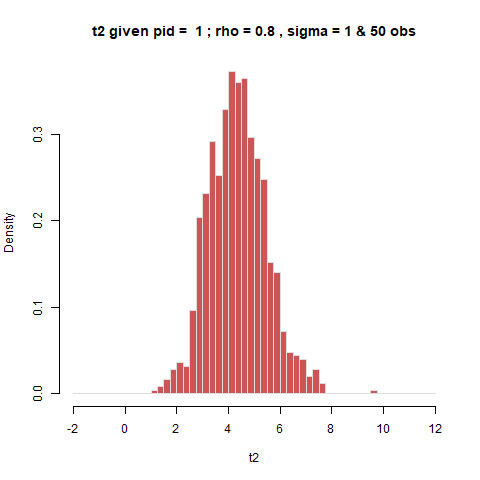 t2 given pid =  1 ; rho = 0.8 , sigma = 1 & 50 obs
Density
0.3
0.2
0.1
0.0
-2 0 2 4 6 8 10 12
t2